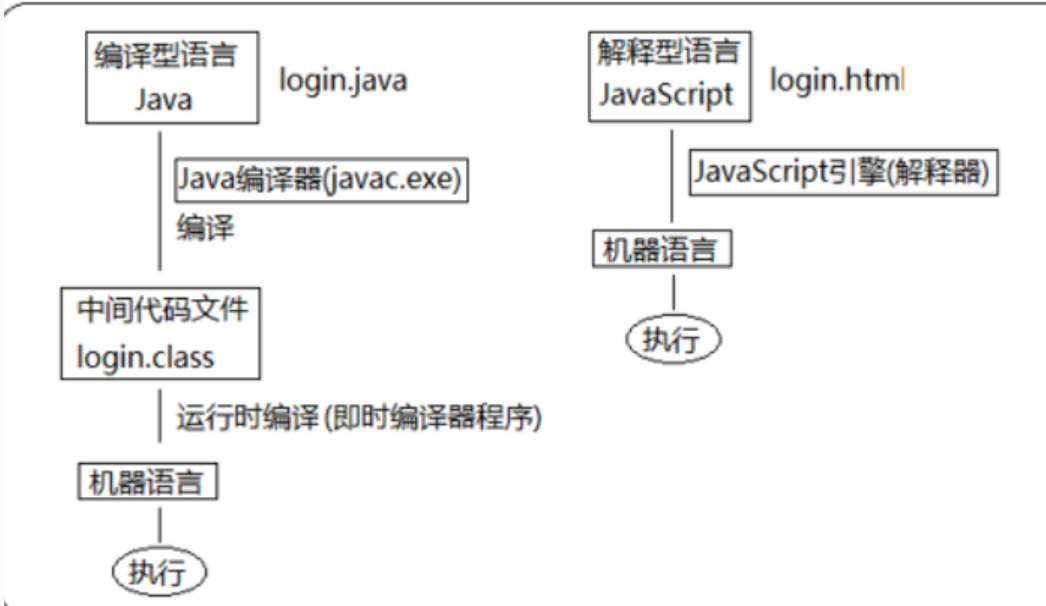 编译型语言
Java
login.java
Java编译器(javac.exe)
编译
中间代码文件
login.class
运行时编译(即时编译器程序)
机器语言
执行
解释型语言
JavaScript
login.html
JavaScript引擎(解释器)
机器语言
执行